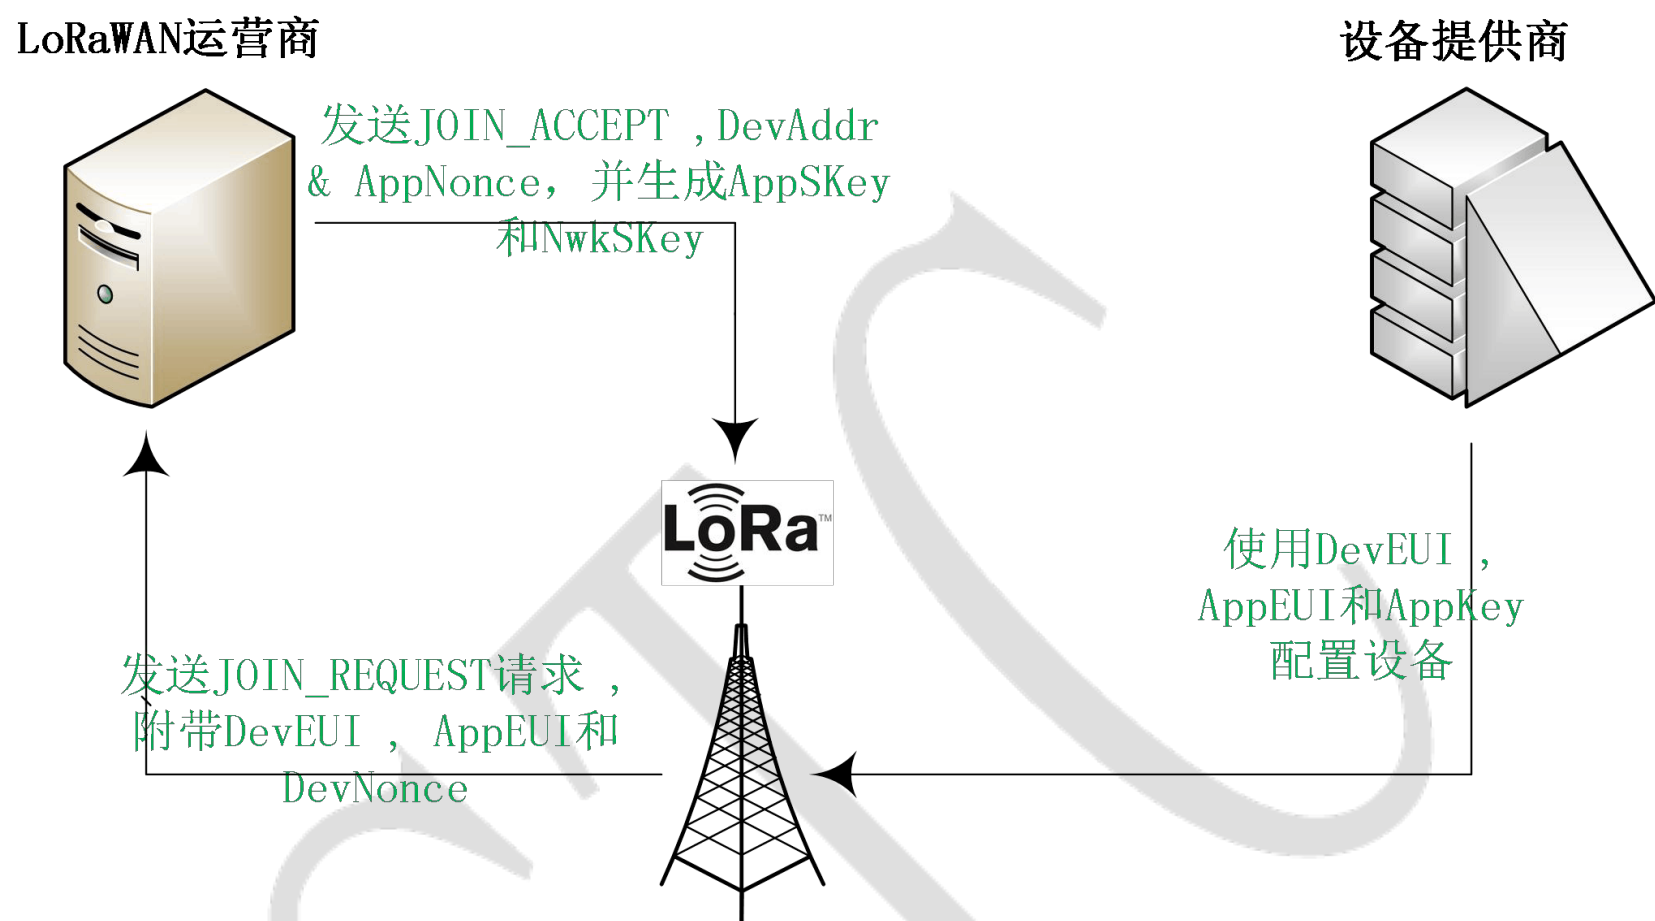 LoRaWAN运营商
设备提供商
发送JOIN_ACCEPT ,DevAddr
& AppNonce, 并生成AppSKey
和NwkSKey
LoRa™
使用DevEUI ,
AppEUI和AppKey
配置设备
发送JOIN_REQUEST请求 ,
附带DevEUI , AppEUI和
DevNonce